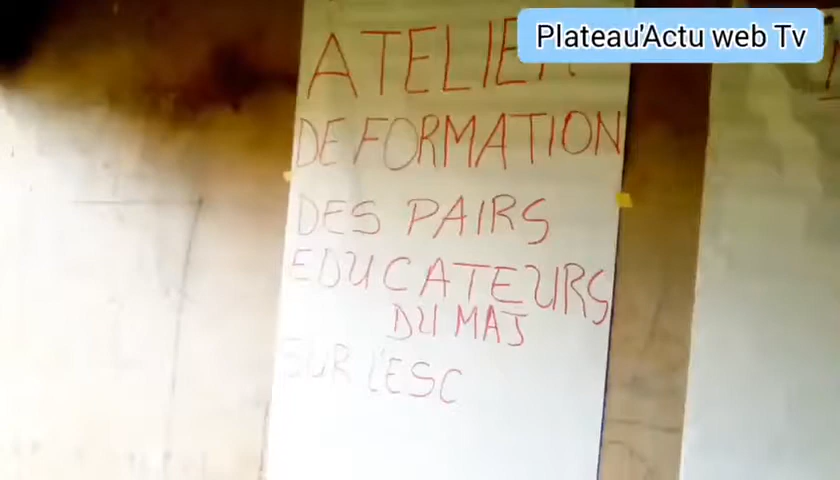 Plateau'Actu web Tv
ATELIER
DE FORMATION
DES PAIRS
EDUCATEURS
DU MAJ
SUR L'ESC